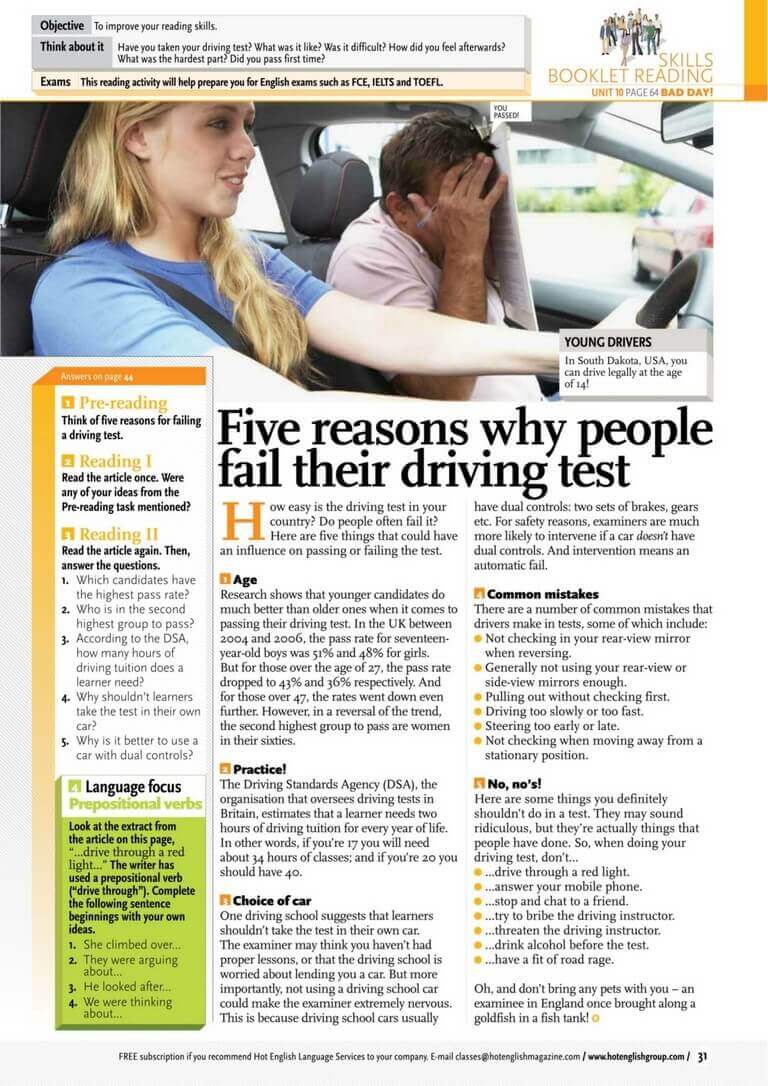 Objective To improve your reading skills.
Think about it Have you taken your driving test? What was it like? Was it difficult? How did you feel afterwards?
What was the hardest part? Did you pass first time?
Exams This reading activity will help prepare you for English exams such as FCE, IELTS and TOEFL.
SKILLS
BOOKLET READING
UNIT 10 PAGE 64 BAD DAY!
YOU
PASSED!
YOUNG DRIVERS
In South Dakota, USA, you
can drive legally at the age
of 14!
Answers on page 44
1 Pre-reading
Think of five reasons for failing
a driving test.
2 Reading I
Read the article once. Were
any of your ideas from the
Pre-reading task mentioned?
3 Reading II
Read the article again. Then,
answer the questions.
1. Which candidates have
the highest pass rate?
2. Who is in the second
highest group to pass?
3. According to the DSA,
how many hours of
driving tuition does a
learner need?
4. Why shouldn't learners
take the test in their own
car?
5. Why is it better to use a
car with dual controls?
4 Language focus
Prepositional verbs
Look at the extract from
the article on this page,
"...drive through a red
light..." The writer has
used a prepositional verb
("drive through"). Complete
the following sentence
beginnings with your own
ideas.
1. She climbed over...
2. They were arguing
about...
3. He looked after...
4. We were thinking
about...
Five reasons why people
fail their driving test
How easy is the driving test in your
country? Do people often fail it?
Here are five things that could have
an influence on passing or failing the test.
1 Age
Research shows that younger candidates do
much better than older ones when it comes to
passing their driving test. In the UK between
2004 and 2006, the pass rate for seventeen-
year-old boys was 51% and 48% for girls.
But for those over the age of 27, the pass rate
dropped to 43% and 36% respectively. And
for those over 47, the rates went down even
further. However, in a reversal of the trend,
the second highest group to pass are women
in their sixties.
2 Practice!
The Driving Standards Agency (DSA), the
organisation that oversees driving tests in
Britain, estimates that a learner needs two
hours of driving tuition for every year of life.
In other words, if you're 17 you will need
about 34 hours of classes; and if you're 20 you
should have 40.
3 Choice of car
One driving school suggests that learners
shouldn't take the test in their own car.
The examiner may think you haven't had
proper lessons, or that the driving school is
worried about lending you a car. But more
importantly, not using a driving school car
could make the examiner extremely nervous.
This is because driving school cars usually
have dual controls: two sets of brakes, gears
etc. For safety reasons, examiners are much
more likely to intervene if a car doesn't have
dual controls. And intervention means an
automatic fail.
4 Common mistakes
There are a number of common mistakes that
drivers make in tests, some of which include:
● Not checking in your rear-view mirror
when reversing.
● Generally not using your rear-view or
side-view mirrors enough.
● Pulling out without checking first.
● Driving too slowly or too fast.
● Steering too early or late.
● Not checking when moving away from a
stationary position.
5 No, no's!
Here are some things you definitely
shouldn't do in a test. They may sound
ridiculous, but they're actually things that
people have done. So, when doing your
driving test, don't...
● ...drive through a red light.
● ...answer your mobile phone.
● ...stop and chat to a friend.
● ...try to bribe the driving instructor.
● ...threaten the driving instructor.
● ...drink alcohol before the test.
● ...have a fit of road rage.
Oh, and don't bring any pets with you – an
examinee in England once brought along a
goldfish in a fish tank!
FREE subscription if you recommend Hot English Language Services to your company. E-mail classes@hotenglishmagazine.com / www.hotenglishgroup.com / 31